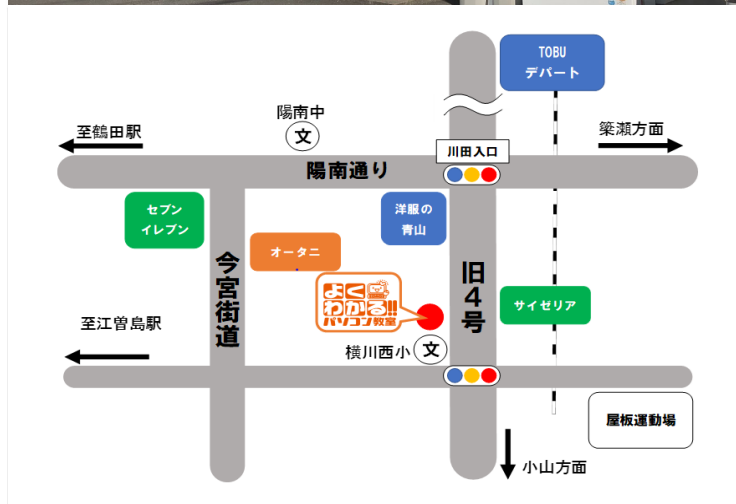 TOBU
デパート
陽南中
文
至鶴田駅
簗瀬方面
川田入口
陽南通り
セブン
イレブン
洋服の
青山
オータニ
今宮街道
旧４号
よく
わかる!!
パソコン教室
サイゼリア
至江曽島駅
横川西小
文
屋板運動場
小山方面